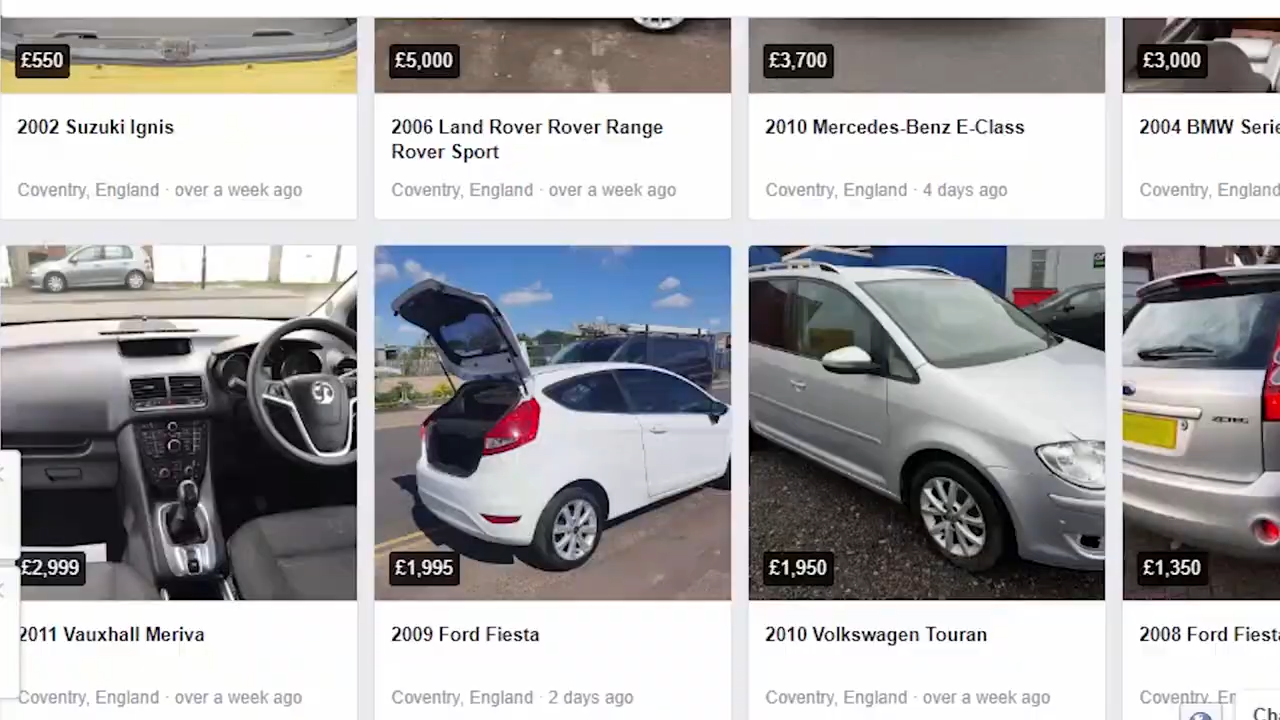 £550
£5,000
£3,700
£3,000
2002 Suzuki Ignis
2006 Land Rover Rover Range
Rover Sport
2010 Mercedes-Benz E-Class
2004 BMW Serie
Coventry, England · over a week ago
Coventry, England · over a week ago
Coventry, England · 4 days ago
Coventry, England
£2,999
£1,995
£1,950
£1,350
2011 Vauxhall Meriva
2009 Ford Fiesta
2010 Volkswagen Touran
2008 Ford Fiesta
Coventry, England · over a week ago
Coventry, England · 2 days ago
Coventry, England · over a week ago
Coventry, En
Ch